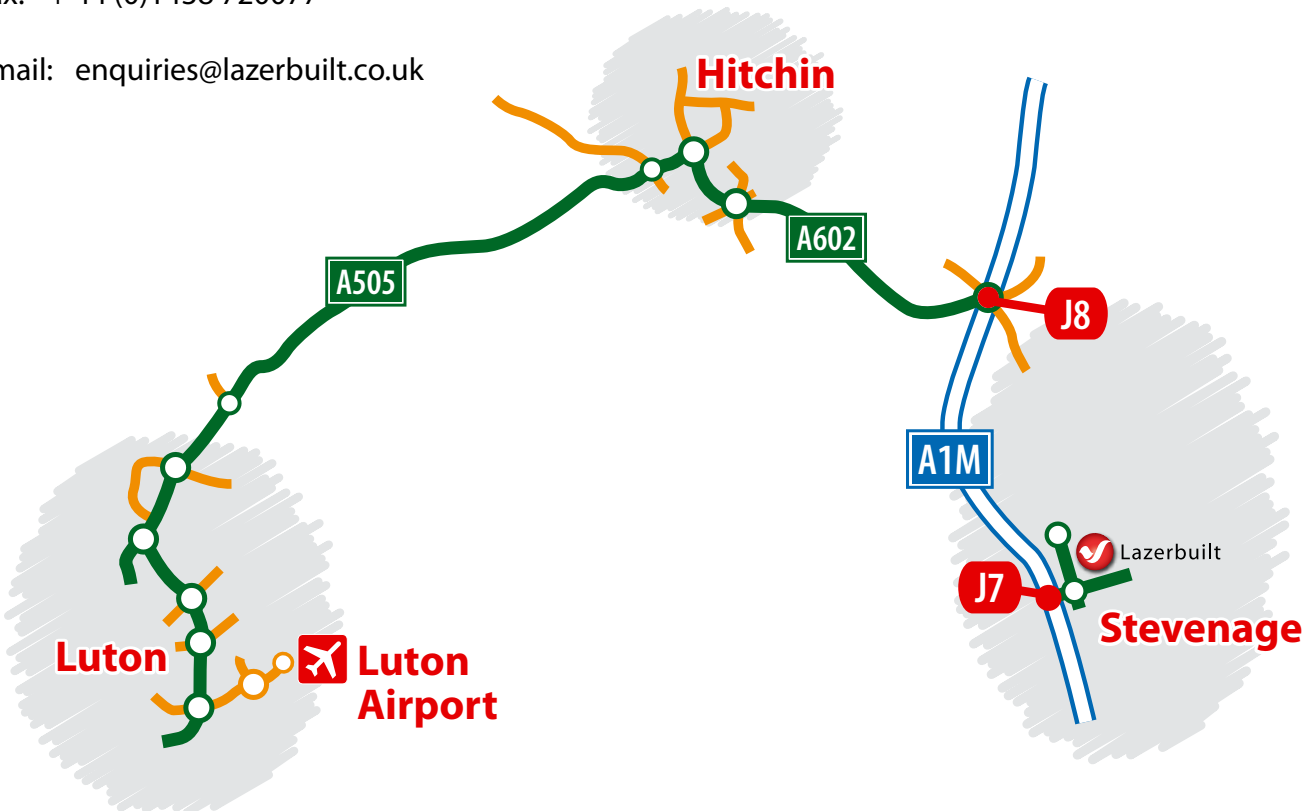 mail: enquiries@lazerbuilt.co.uk
Hitchin
A602
A505
J8
A1M
Lazerbuilt
J7
Stevenage
Luton
Luton
Airport